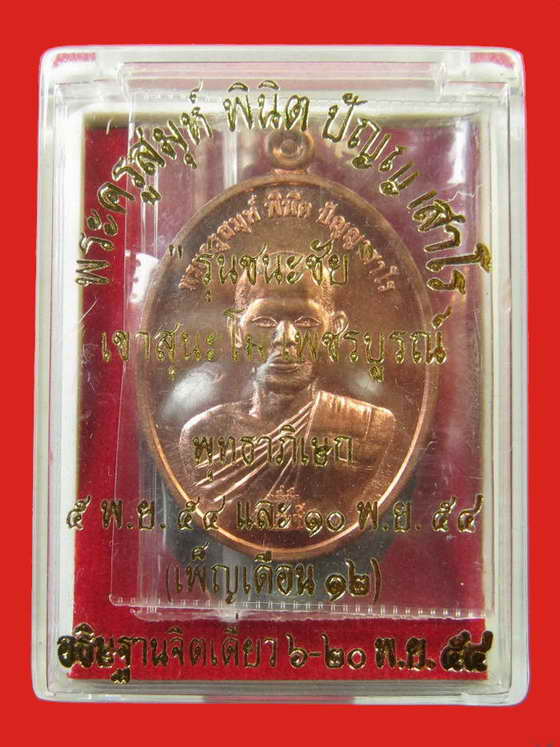 พระครูสมุห์ พินิต ปัญญเสาโร
"รุ่นชนะชัย"
เขาสุนะโม เพชรบูรณ์
พุทธาภิเษก
๕ พ.ย. ๕๔ และ ๑๐ พ.ย. ๕๔
(เพ็ญเดือน ๑๒)
อธิษฐานจิตเดี่ยว ๖-๒๐ พ.ย. ๕๔